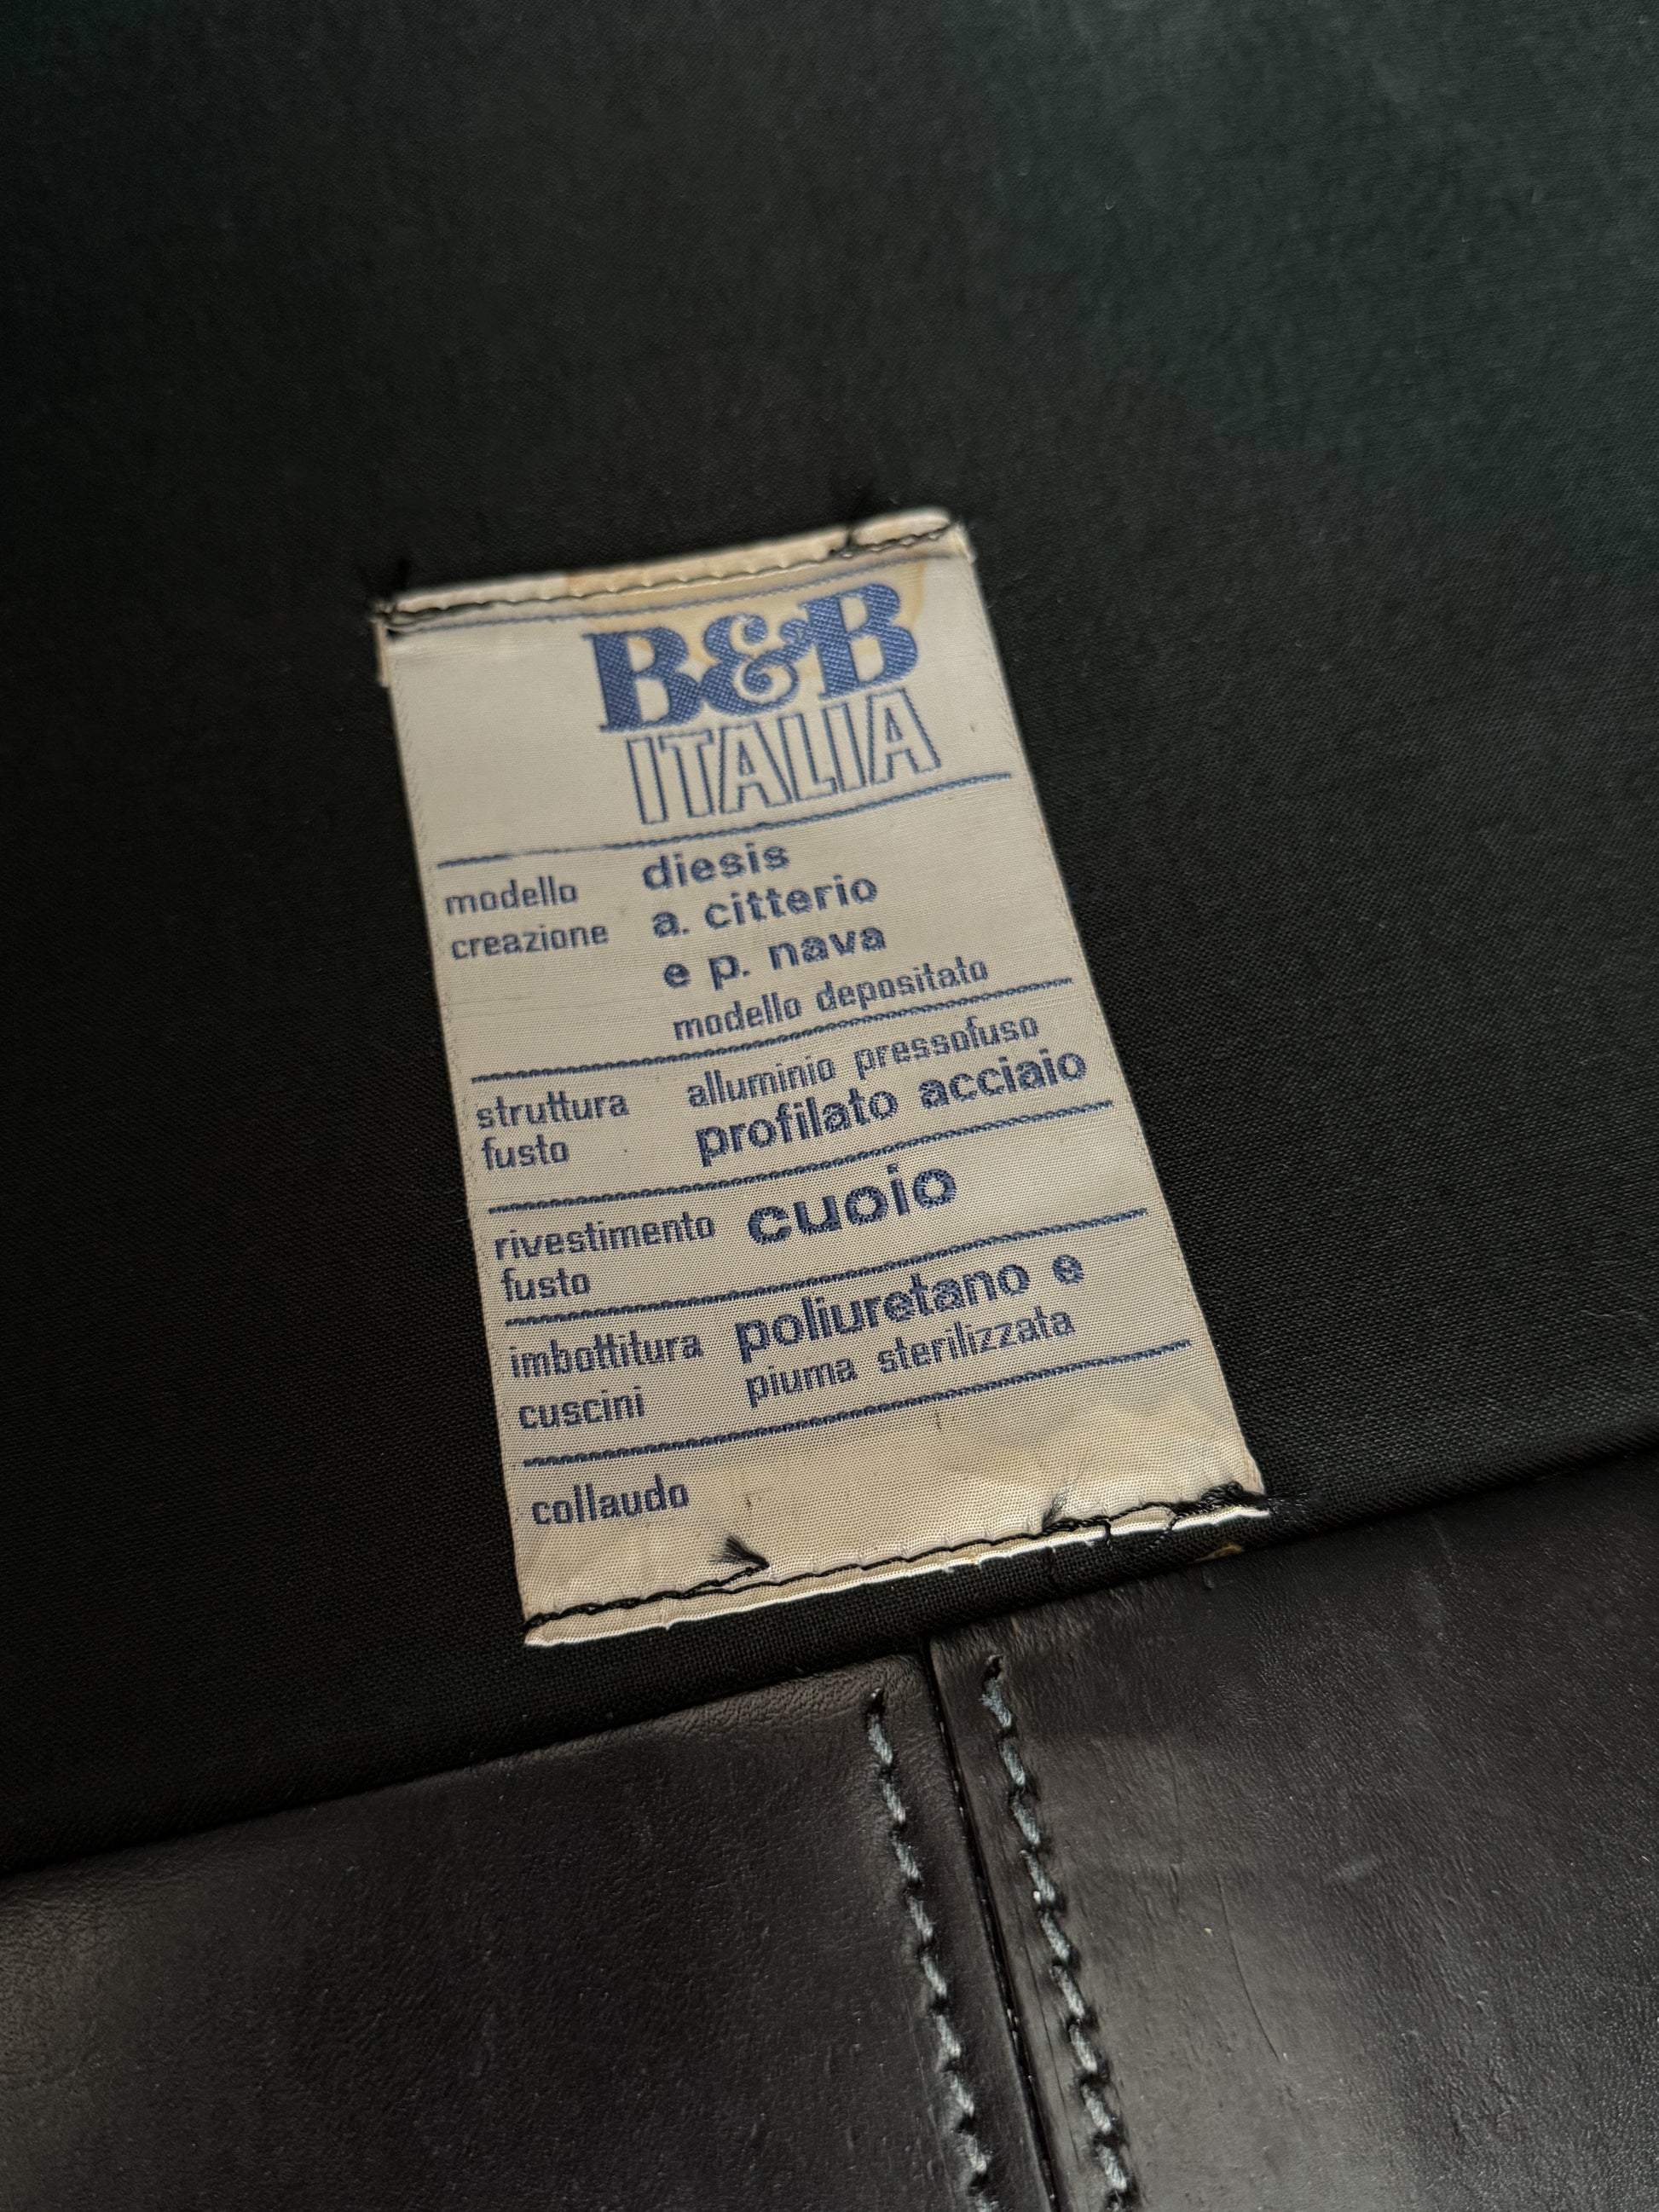 B&B
ITALIA
modello diesis
creazione a. citterio
e p. nava
modello depositato
struttura alluminio pressofuso
fusto profilato acciaio
rivestimento cuoio
fusto
imbottitura poliuretano e
cuscini piuma sterilizzata
collaudo